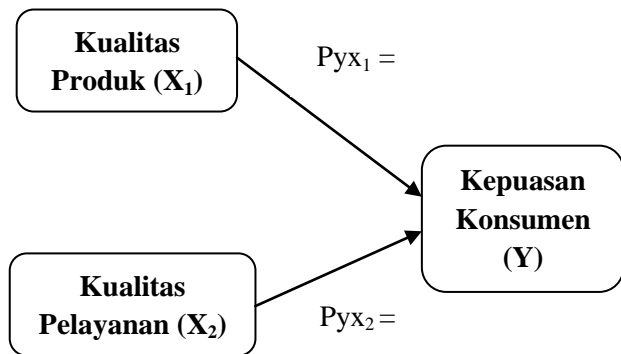 Kualitas
Produk (X₁)
Pyx₁ =
Kepuasan
Konsumen
(Y)
Kualitas
Pelayanan (X₂)
Pyx₂ =